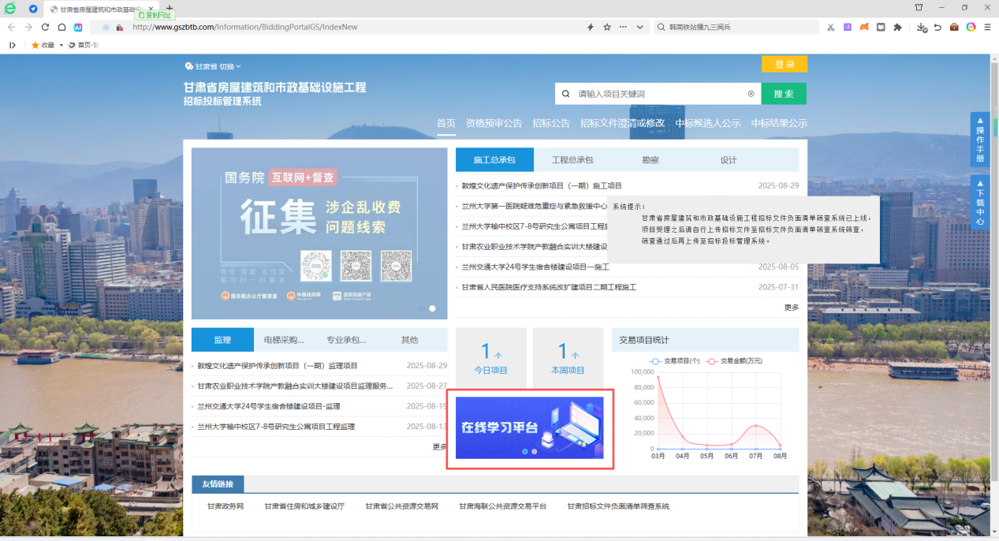 甘肃省房屋建筑和市政基础设
复制网址
http://www.gszbtb.com/Information/BiddingPortalGS/IndexNew
韩高铁站播九三阅兵
收藏
首页-甘
甘肃省 切换
登录
甘肃省房屋建筑和市政基础设施工程
招标投标管理系统
请输入项目关键词
搜索
首页 资格预审公告 招标公告 招标文件澄清或修改 中标候选人公示 中标结果公示
操作手册
下载中心
国务院 互联网+督查
征集 涉企乱收费
问题线索
微信 百度 支付宝
都可扫一扫留言
国务院办公厅督查室 中国政府网 国务院客户端
施工总承包 工程总承包 勘察 设计
敦煌文化遗产保护传承创新项目（一期）施工项目 2025-08-29
兰州大学第一医院疑难危重症与紧急救援中心
兰州大学榆中校区7-8号研究生公寓项目工程施
甘肃农业职业技术学院产教融合实训大楼建设
兰州交通大学24号学生宿舍楼建设项目—施工 2025-08-05
甘肃省人民医院医疗支持系统改扩建项目二期工程施工 2025-07-31
更多
系统提示：
甘肃省房屋建筑和市政基础设施工程招标文件负面清单筛查系统已上线，
项目受理之后请自行上传招标文件至招标文件负面清单筛查系统筛查，
筛查通过后再上传至招标投标管理系统。
监理 电梯采购... 专业承包... 其他
敦煌文化遗产保护传承创新项目（一期）监理项目 2025-08-29
甘肃农业职业技术学院产教融合实训大楼建设项目监理服务... 2025-08-27
兰州交通大学24号学生宿舍楼建设项目-监理 2025-08-19
兰州大学榆中校区7-8号研究生公寓项目工程监理 2025-08-13
更多
1个
今日项目
1个
本周项目
在线学习平台
交易项目统计
交易项目(个) 交易金额(万元)
100,000
80,000
60,000
40,000
20,000
0
03月 04月 05月 06月 07月 08月
友情链接
甘肃政务网 甘肃省住房和城乡建设厅 甘肃省公共资源交易网 甘肃海联公共资源交易平台 甘肃招标文件负面清单筛查系统